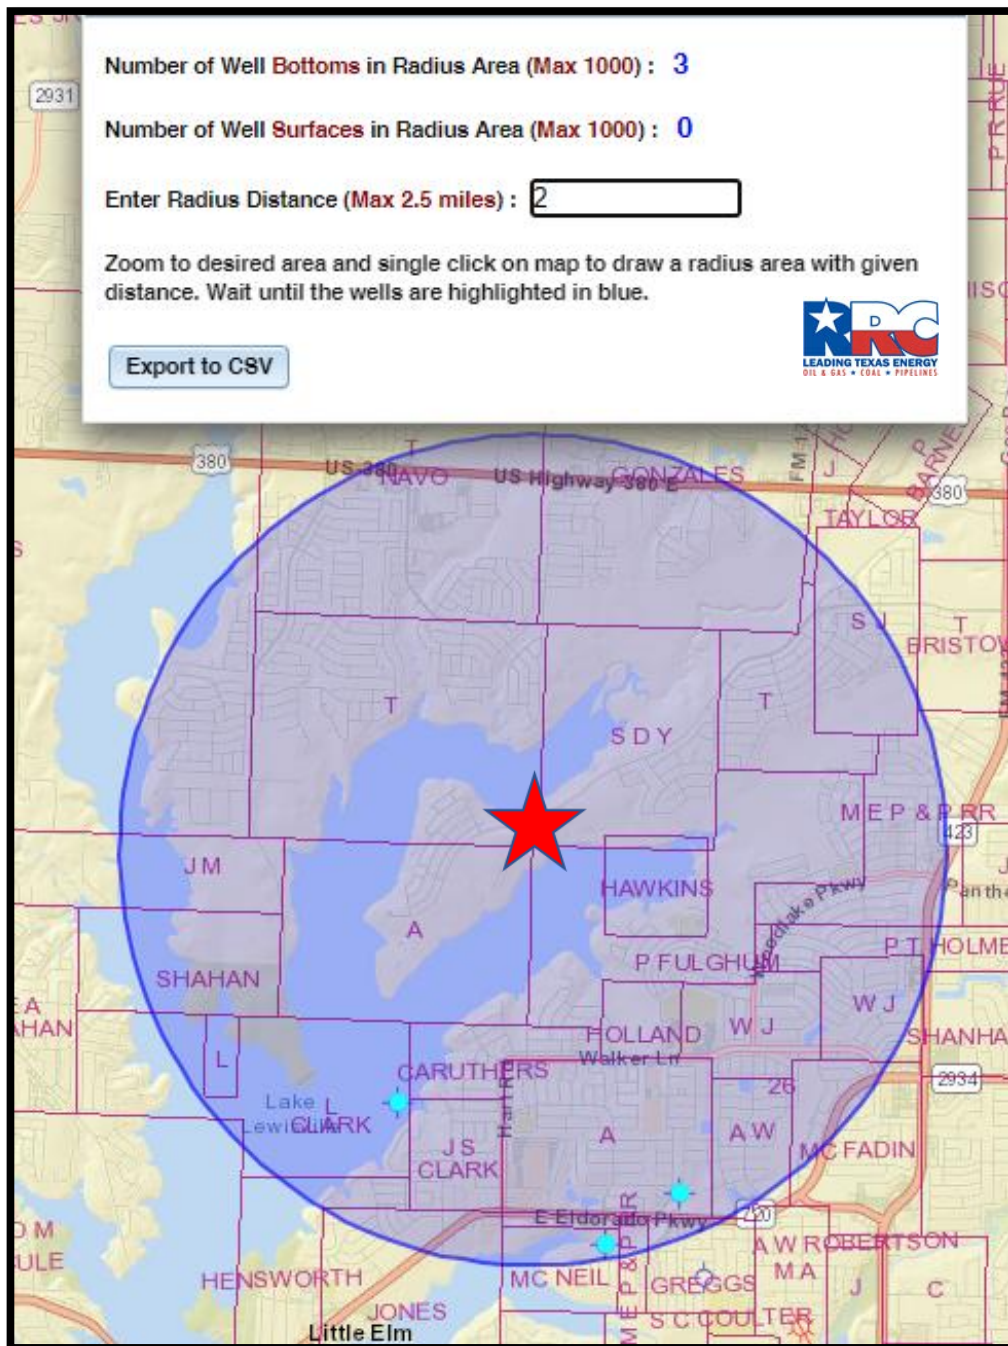 Number of Well Bottoms in Radius Area (Max 1000) : 3
Number of Well Surfaces in Radius Area (Max 1000) : 0
Enter Radius Distance (Max 2.5 miles) : 2
Zoom to desired area and single click on map to draw a radius area with given
distance. Wait until the wells are highlighted in blue.
Export to CSV
RRC
LEADING TEXAS ENERGY
OIL & GAS ★ COAL ★ PIPELINES
2931
P R RUE
380
US-380
T
NAVO
US Highway 380 E
GONZALES
J
P
BARNES
380
TAYLOR
S J
T
T
T
S D Y
M E P & P RR
423
J M
HAWKINS
A
P FULGHUM
P T HOLME
SHAHAN
W J
W J
HOLLAND
Walker Ln
L
CARUTHERS
2934
26
Lake
L
CLARK
J S
CLARK
A
A W
MC FADIN
E Eldorado Pkwy
720
A W ROBERTSON
M A
HENSWORTH
MC NEIL
M E P & P R R
GREGGS
J
C
JONES
S C COULTER
Little Elm